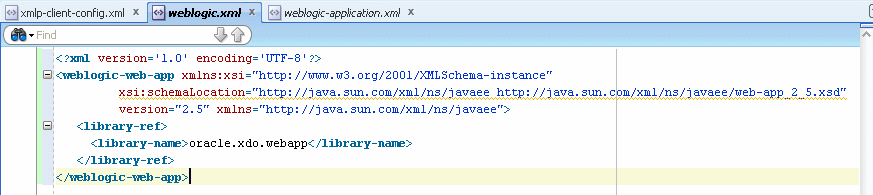 xmlp-client-config.xml weblogic.xml weblogic-application.xml
Find
<?xml version='1.0' encoding='UTF-8'?>
<weblogic-web-app xmlns:xsi="http://www.w3.org/2001/XMLSchema-instance"
xsi:schemaLocation="http://java.sun.com/xml/ns/javaee http://java.sun.com/xml/ns/javaee/web-app_2_5.xsd"
version="2.5" xmlns="http://java.sun.com/xml/ns/javaee">
<library-ref>
<library-name>oracle.xdo.webapp</library-name>
</library-ref>
</weblogic-web-app>